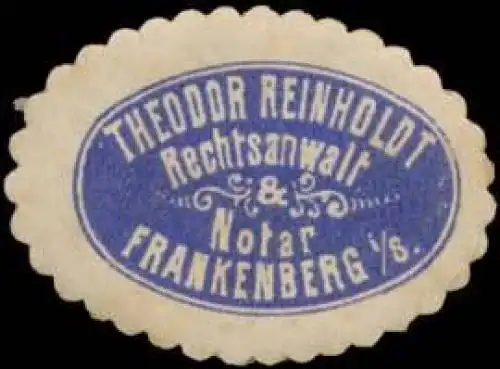 THEODOR REINHOLDT
Rechtsanwalt
&
Notar
FRANKENBERG i/S.